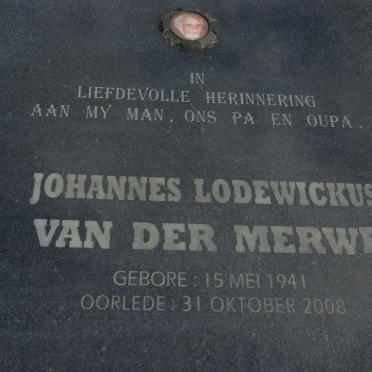 IN
LIEFDEVOLLE HERINNERING
AAN MY MAN, ONS PA EN OUPA.
JOHANNES LODEWICKUS
VAN DER MERWE
GEBORE : 15 MEI 1941
OORLEDE : 31 OKTOBER 2008